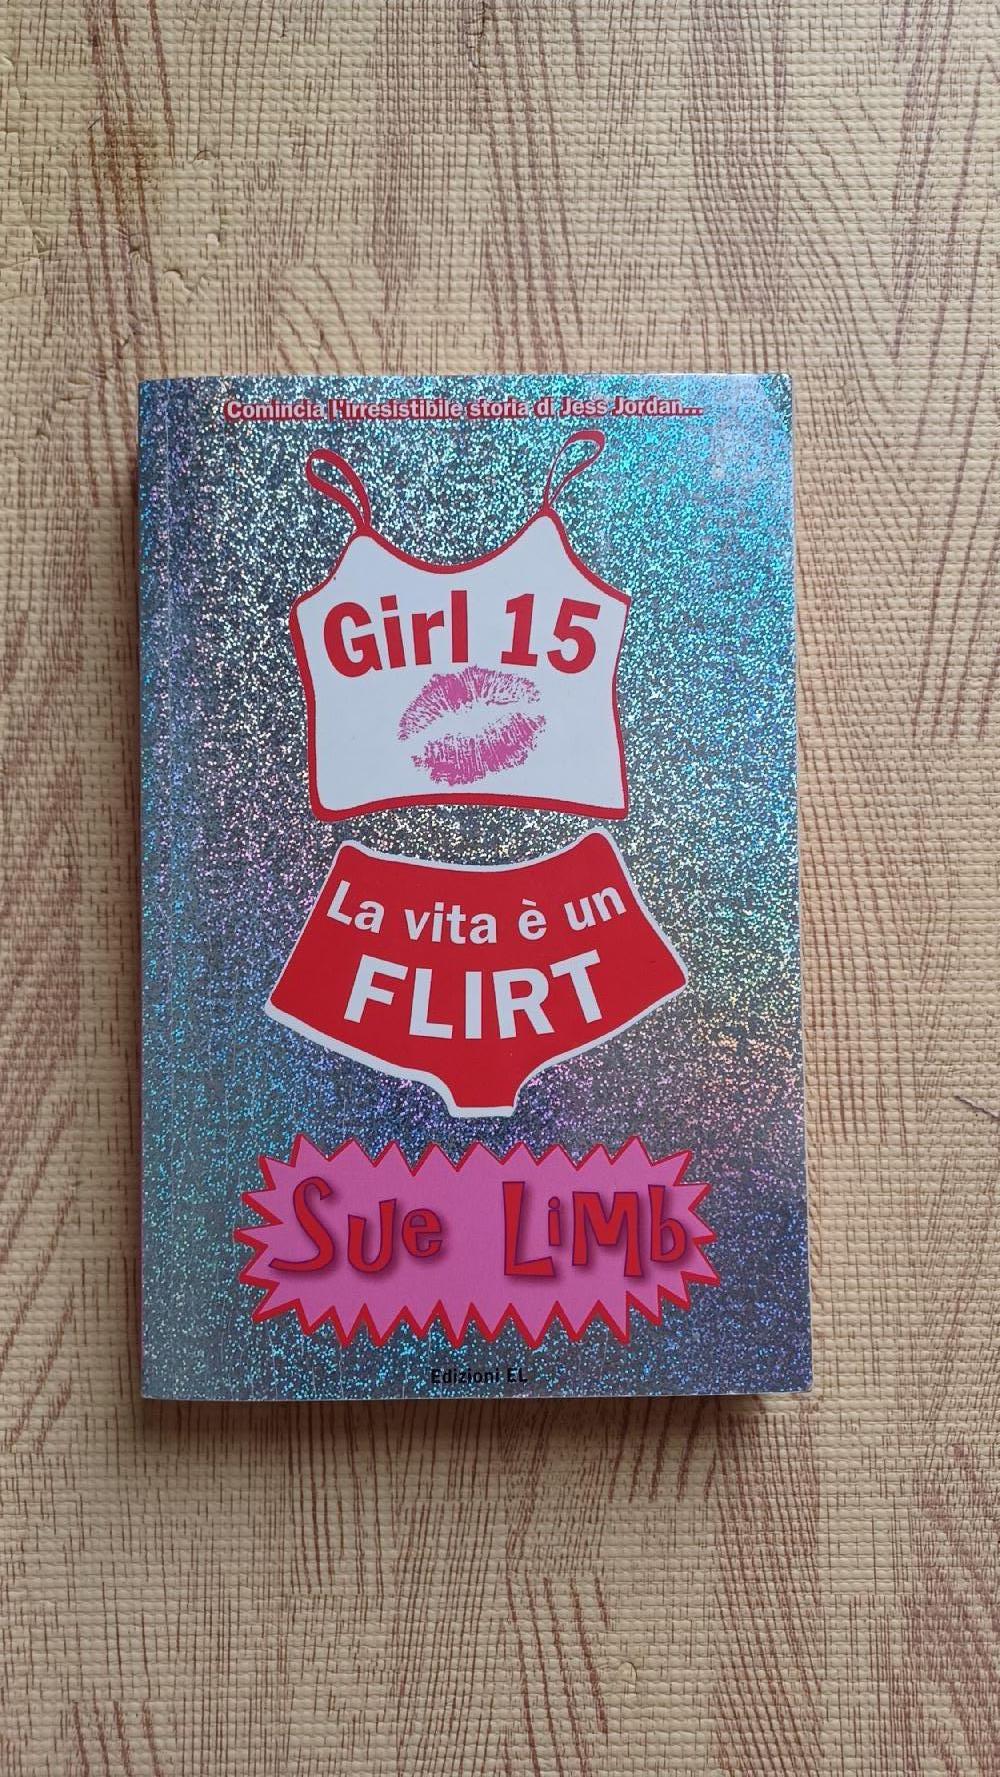 Comincia l'irresistibile storia di Jess Jordan...
Girl 15
La vita è un
FLIRT
Sue Limb
Edizioni EL